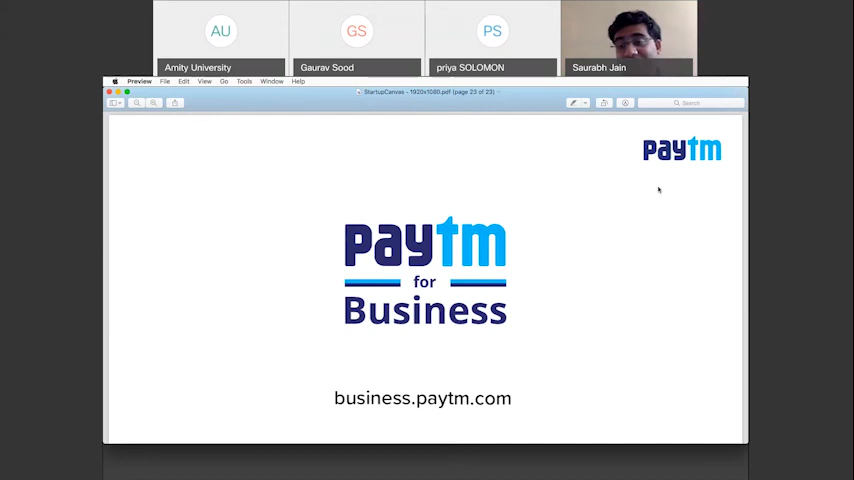 AU
GS
PS
Amity University
Gaurav Sood
priya SOLOMON
Saurabh Jain
Preview File Edit View Go Tools Window Help
StartupCanvas - 1920x1080.pdf (page 23 of 23)
Search
paytm
paytm
for
Business
business.paytm.com